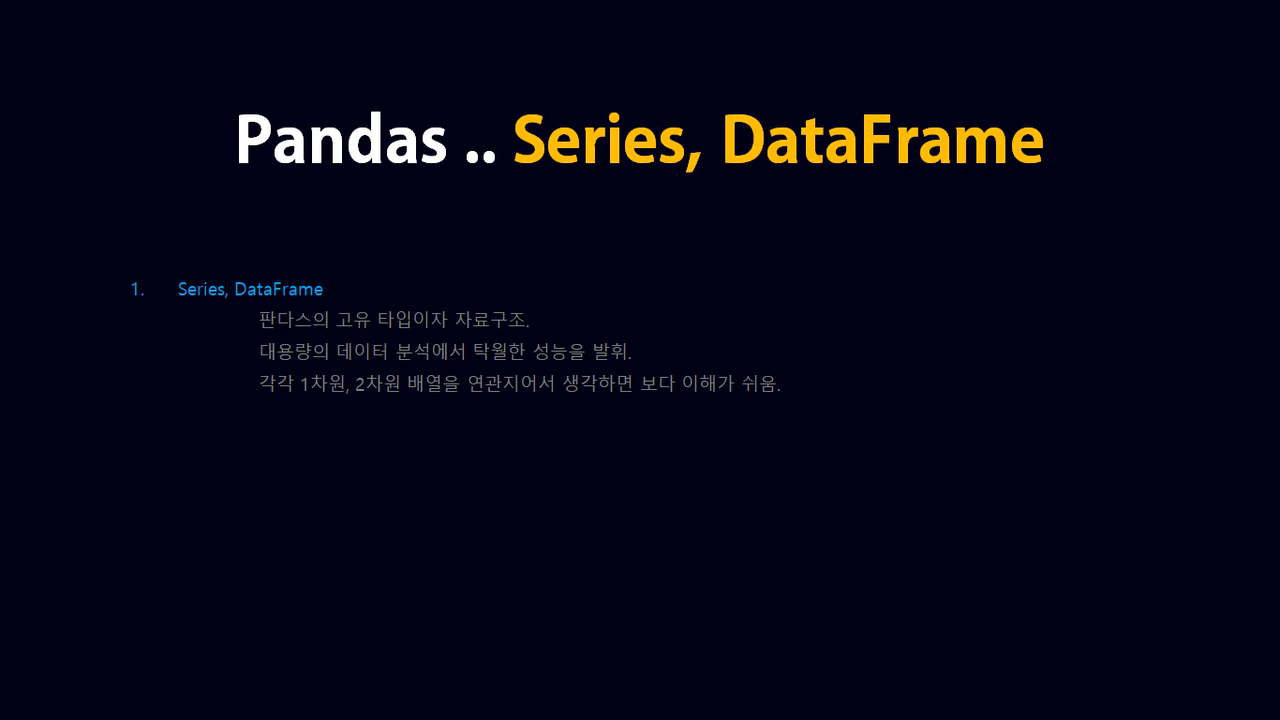 Pandas .. Series, DataFrame
1. Series, DataFrame
판다스의 고유 타입이자 자료구조.
대용량의 데이터 분석에서 탁월한 성능을 발휘.
각각 1차원, 2차원 배열을 연관지어서 생각하면 보다 이해가 쉬움.